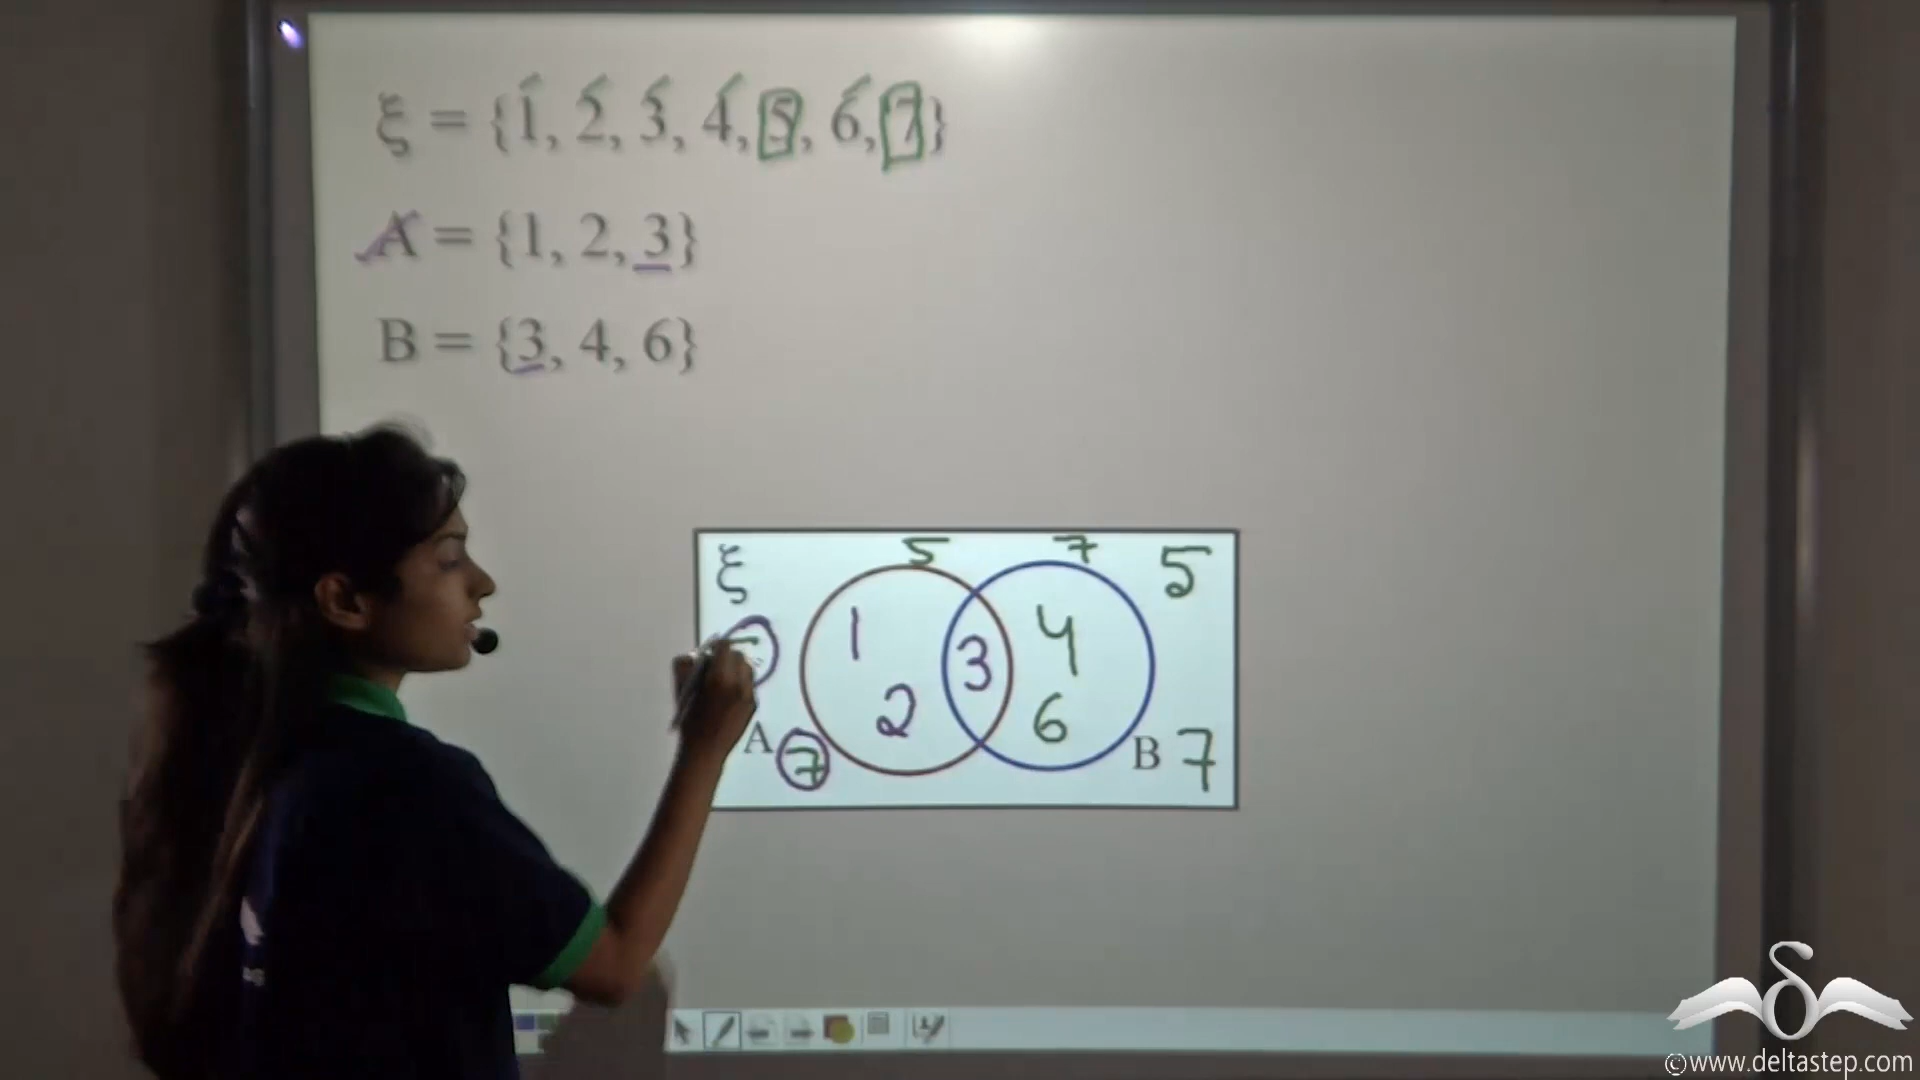 ξ = {1, 2, 3, 4, 5, 6, 7}
A = {1, 2, 3}
B = {3, 4, 6}
ξ 5 7 5
1 3 4
2 6
A 7 B 7
©www.deltastep.com